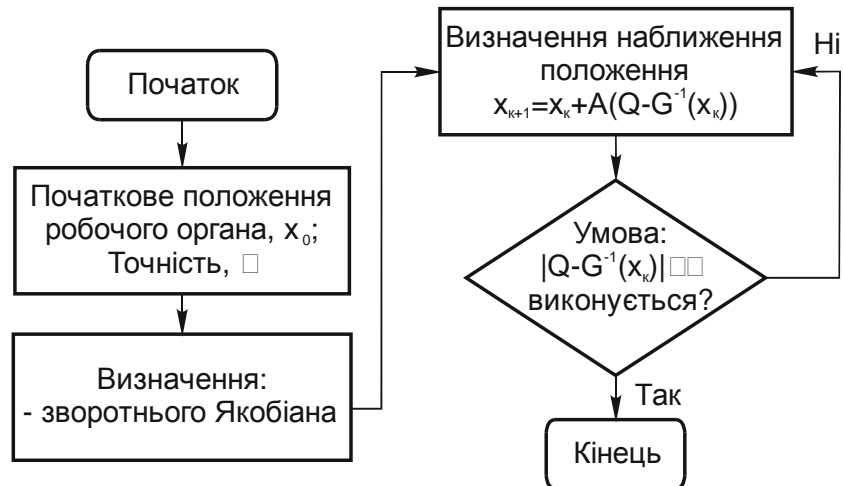 Початок
Початкове положення
робочого органа, x₀;
Точність, □
Визначення:
- зворотнього Якобіана
Визначення наближення
положення
xₖ₊₁=xₖ+A(Q-G⁻¹(xₖ))
Ні
Умова:
|Q-G⁻¹(xₖ)|□□
виконується?
Так
Кінець